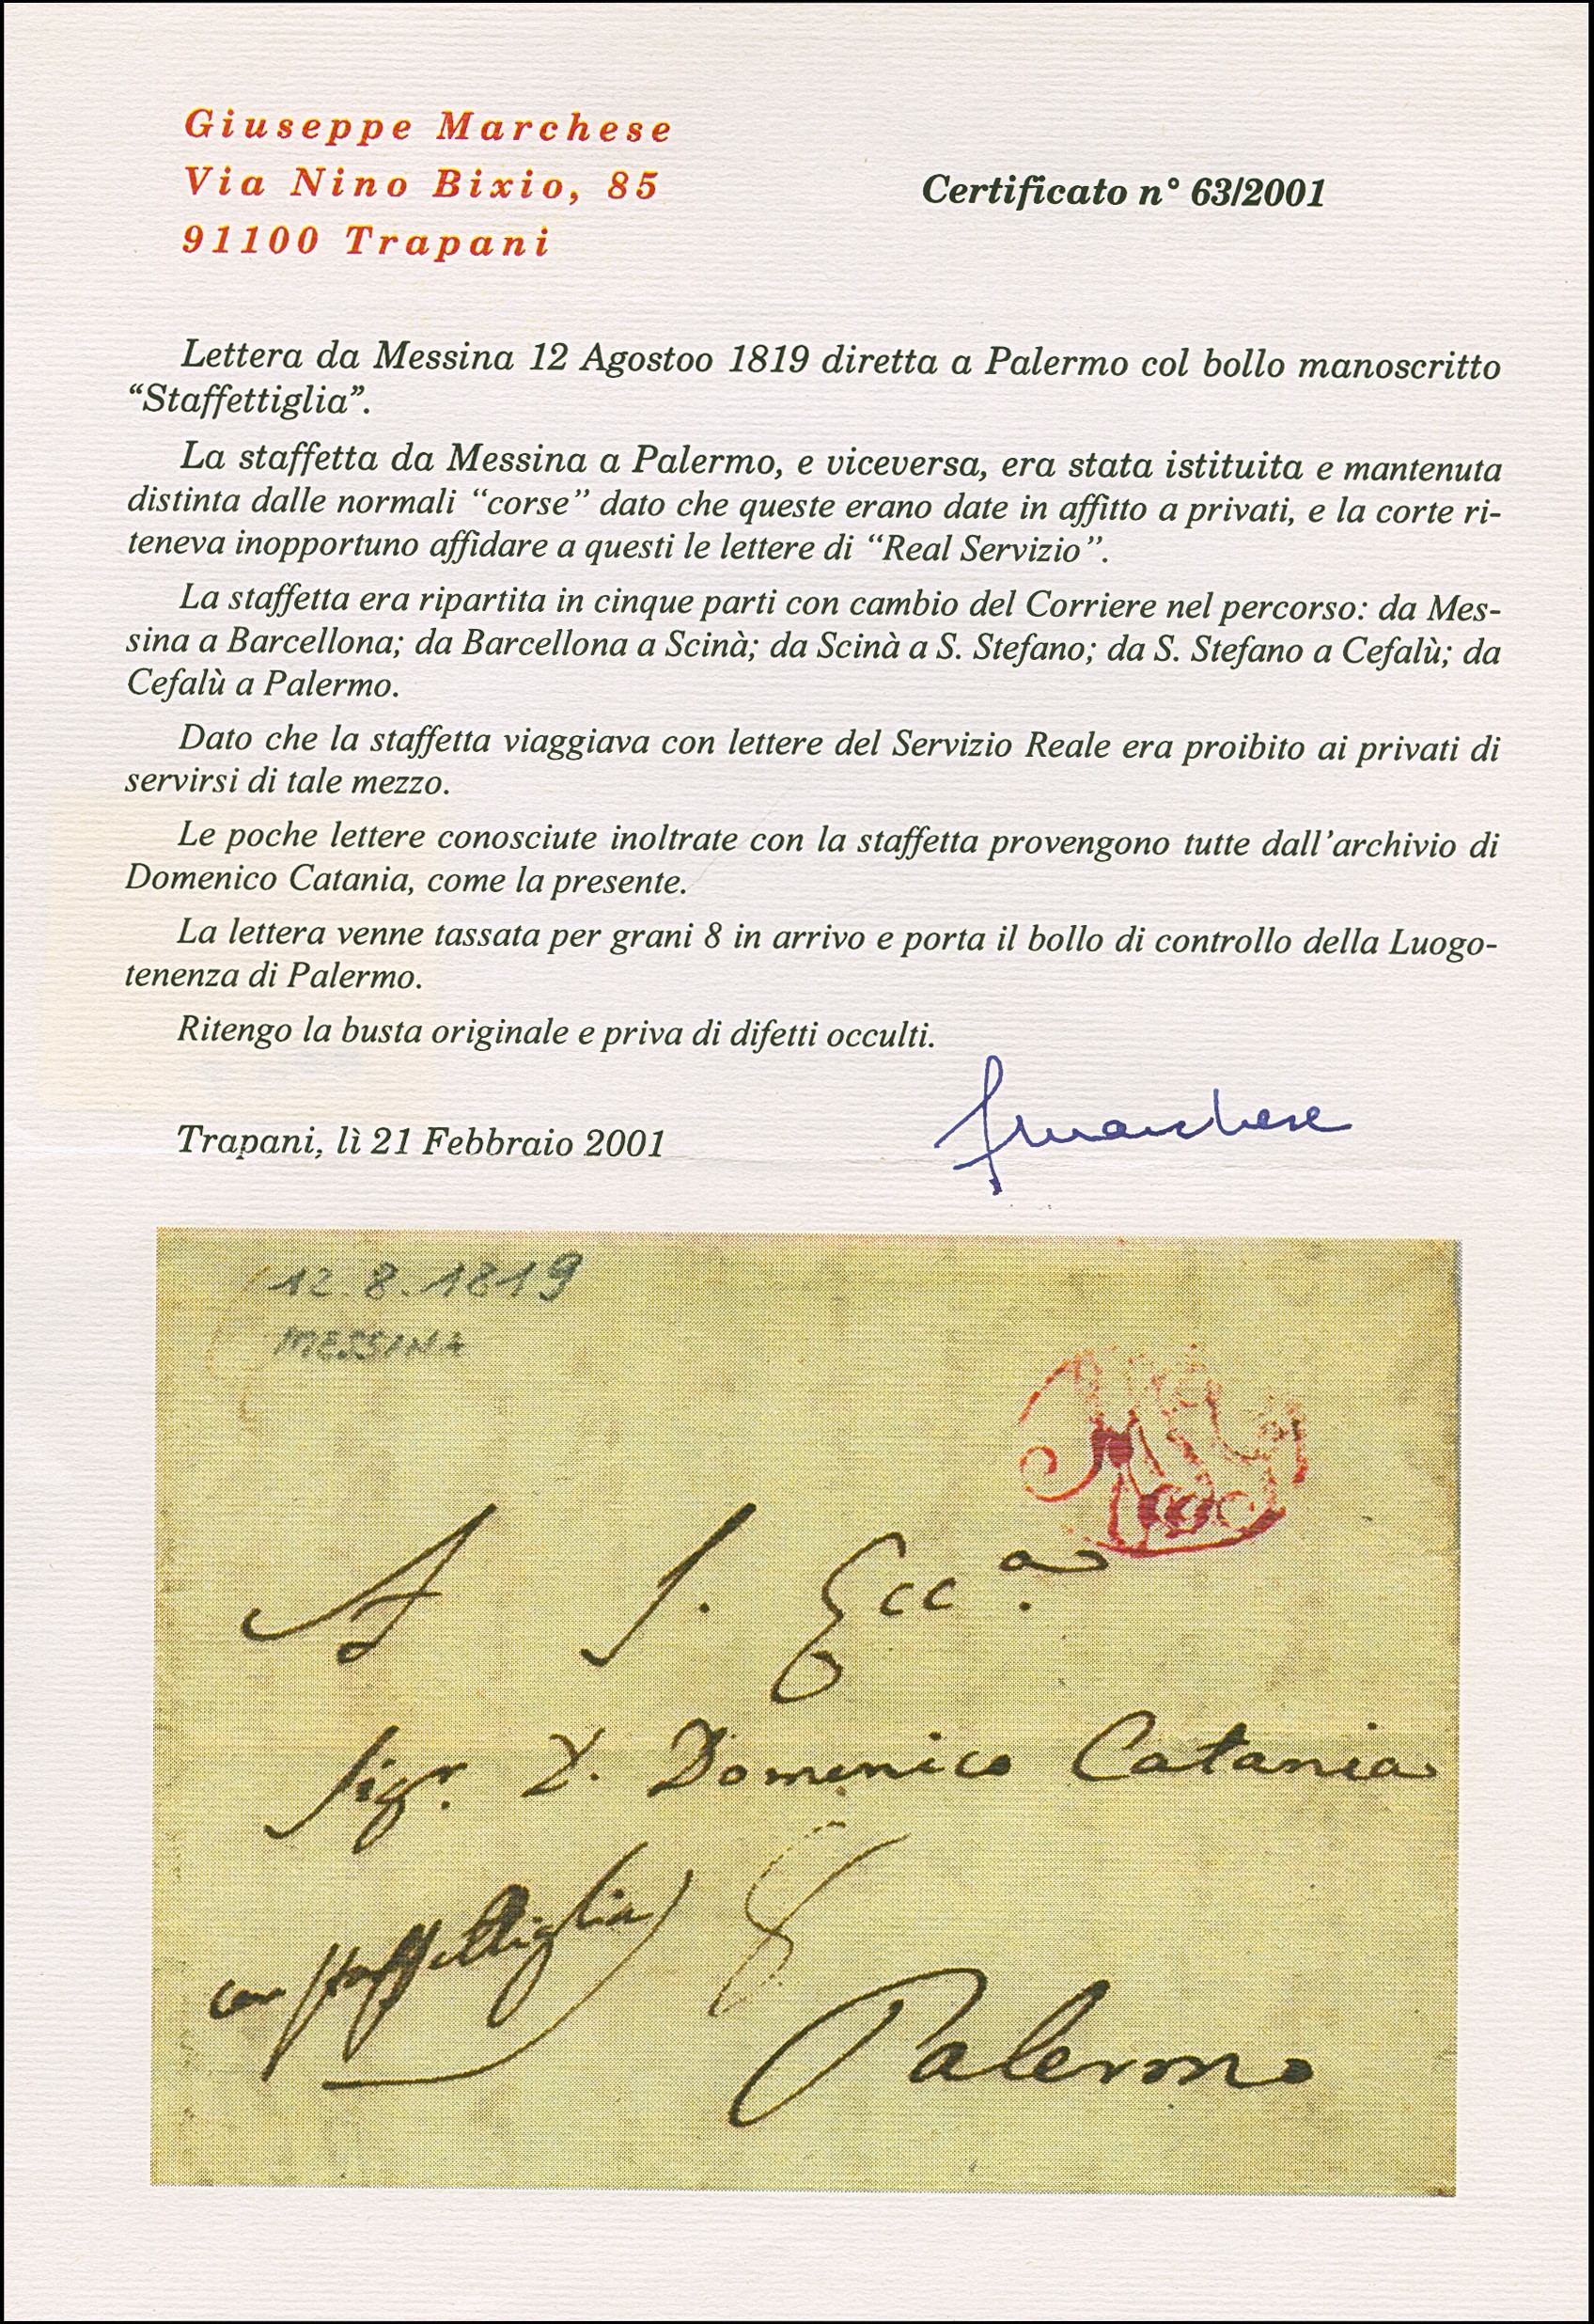 Giuseppe Marchese
Via Nino Bixio, 85
91100 Trapani
Certificato n° 63/2001
Lettera da Messina 12 Agostoo 1819 diretta a Palermo col bollo manoscritto
“Staffettiglia”.
La staffetta da Messina a Palermo, e viceversa, era stata istituita e mantenuta
distinta dalle normali “corse” dato che queste erano date in affitto a privati, e la corte ri-
teneva inopportuno affidare a questi le lettere di “Real Servizio”.
La staffetta era ripartita in cinque parti con cambio del Corriere nel percorso: da Mes-
sina a Barcellona; da Barcellona a Scinà; da Scinà a S. Stefano; da S. Stefano a Cefalù; da
Cefalù a Palermo.
Dato che la staffetta viaggiava con lettere del Servizio Reale era proibito ai privati di
servirsi di tale mezzo.
Le poche lettere conosciute inoltrate con la staffetta provengono tutte dall’archivio di
Domenico Catania, come la presente.
La lettera venne tassata per grani 8 in arrivo e porta il bollo di controllo della Luogo-
tenenza di Palermo.
Ritengo la busta originale e priva di difetti occulti.
Trapani, lì 21 Febbraio 2001
GMarchese
12.8.1819
MESSINA
A S. Ecc.a
Sigr. D. Domenico Catania
con staffettiglia
8
Palermo